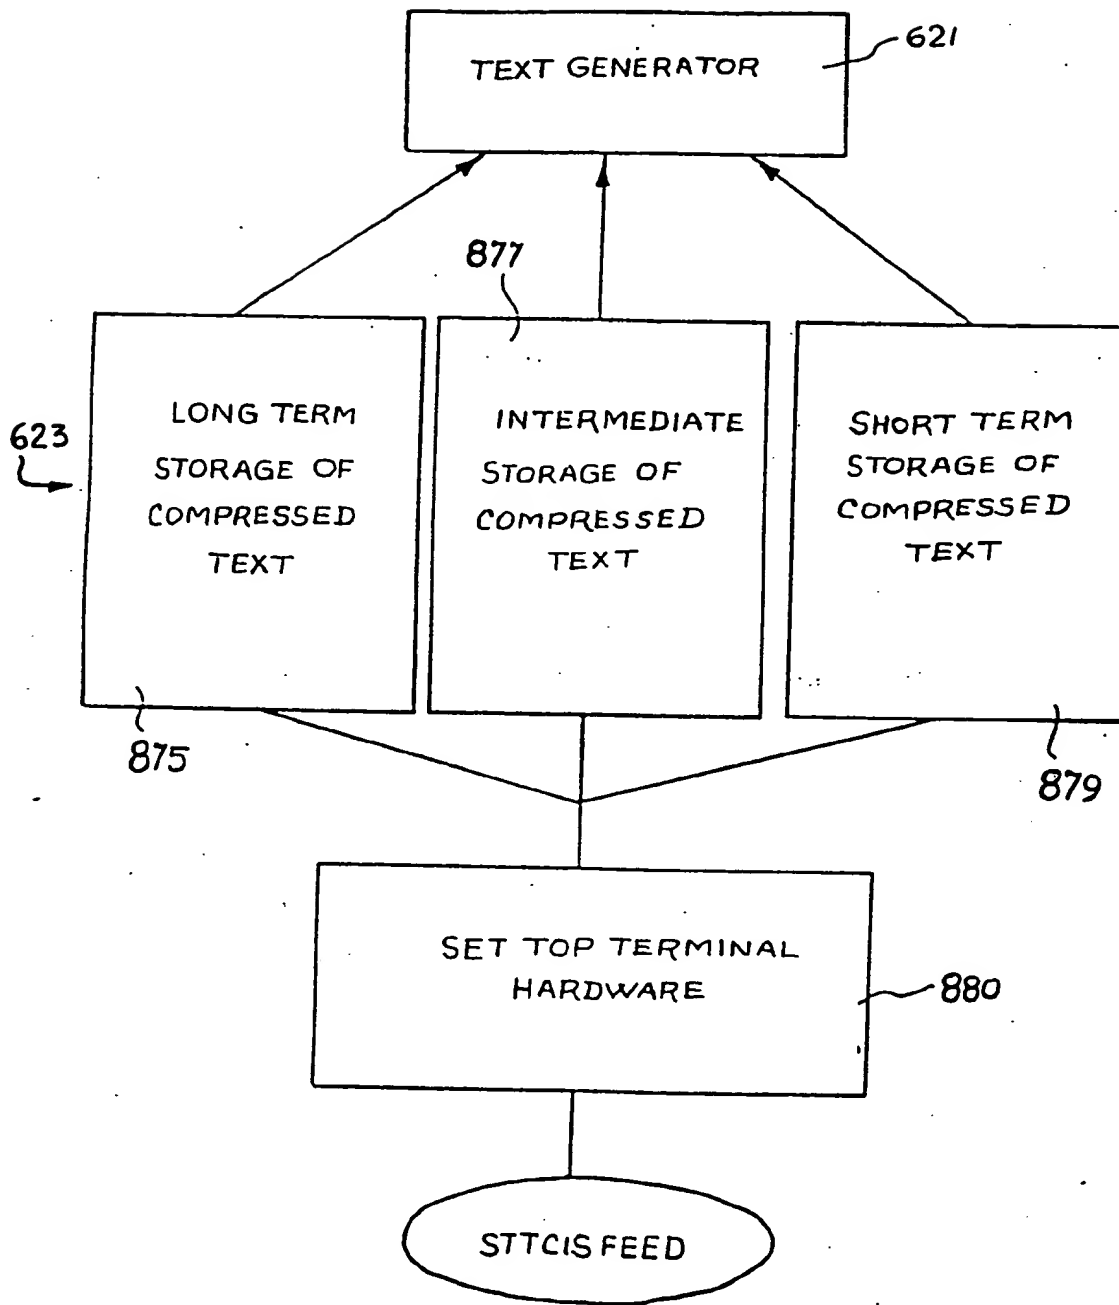 TEXT GENERATOR
621
877
623
LONG TERM
STORAGE OF
COMPRESSED
TEXT
INTERMEDIATE
STORAGE OF
COMPRESSED
TEXT
SHORT TERM
STORAGE OF
COMPRESSED
TEXT
875
879
SET TOP TERMINAL
HARDWARE
880
STTCIS FEED